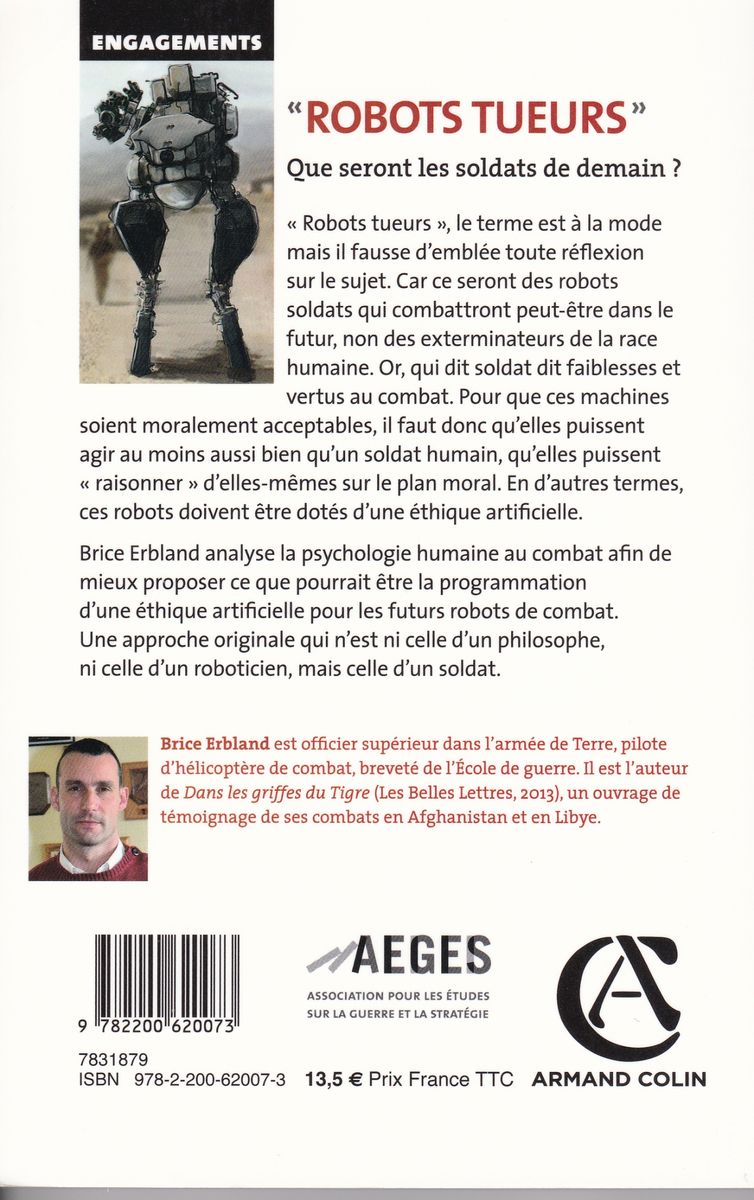 ENGAGEMENTS
“ROBOTS TUEURS”
Que seront les soldats de demain ?
« Robots tueurs », le terme est à la mode
mais il fausse d’emblée toute réflexion
sur le sujet. Car ce seront des robots
soldats qui combattront peut-être dans le
futur, non des exterminateurs de la race
humaine. Or, qui dit soldat dit faiblesses et
vertus au combat. Pour que ces machines
soient moralement acceptables, il faut donc qu’elles puissent
agir au moins aussi bien qu’un soldat humain, qu’elles puissent
« raisonner » d’elles-mêmes sur le plan moral. En d’autres termes,
ces robots doivent être dotés d’une éthique artificielle.
Brice Erbland analyse la psychologie humaine au combat afin de
mieux proposer ce que pourrait être la programmation
d’une éthique artificielle pour les futurs robots de combat.
Une approche originale qui n’est ni celle d’un philosophe,
ni celle d’un roboticien, mais celle d’un soldat.
Brice Erbland est officier supérieur dans l’armée de Terre, pilote
d’hélicoptère de combat, breveté de l’École de guerre. Il est l’auteur
de Dans les griffes du Tigre (Les Belles Lettres, 2013), un ouvrage de
témoignage de ses combats en Afghanistan et en Libye.
9 782200 620073
7831879
ISBN 978-2-200-62007-3
AEGES
ASSOCIATION POUR LES ÉTUDES
SUR LA GUERRE ET LA STRATÉGIE
13,5 € Prix France TTC
AC
ARMAND COLIN